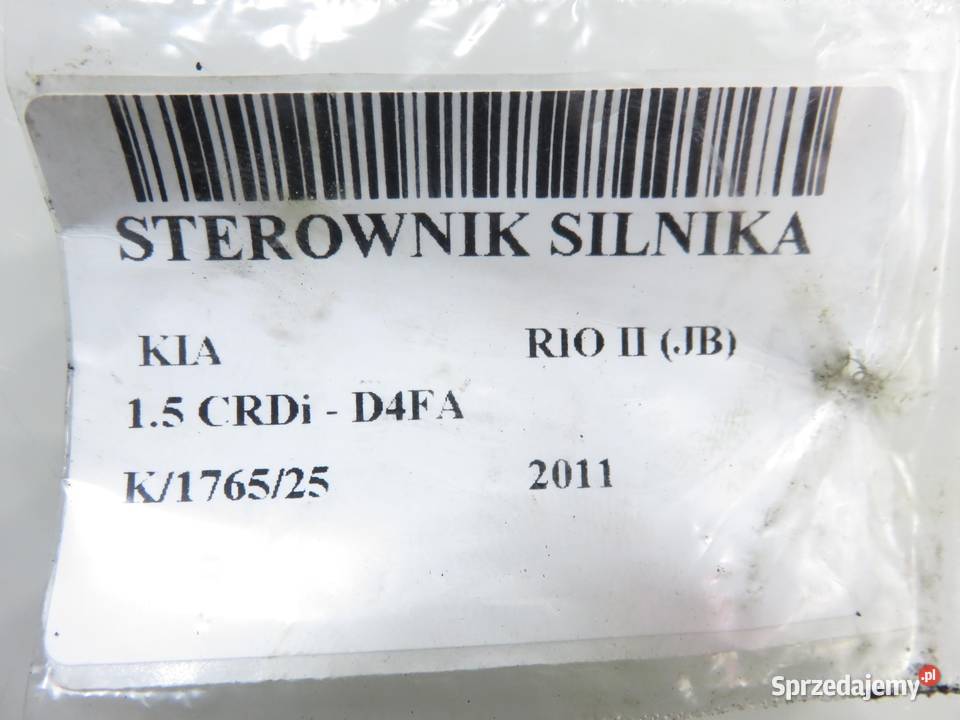 STEROWNIK SILNIKA
KIA RIO II (JB)
1.5 CRDi - D4FA
K/1765/25 2011
Sprzedajemy.pl